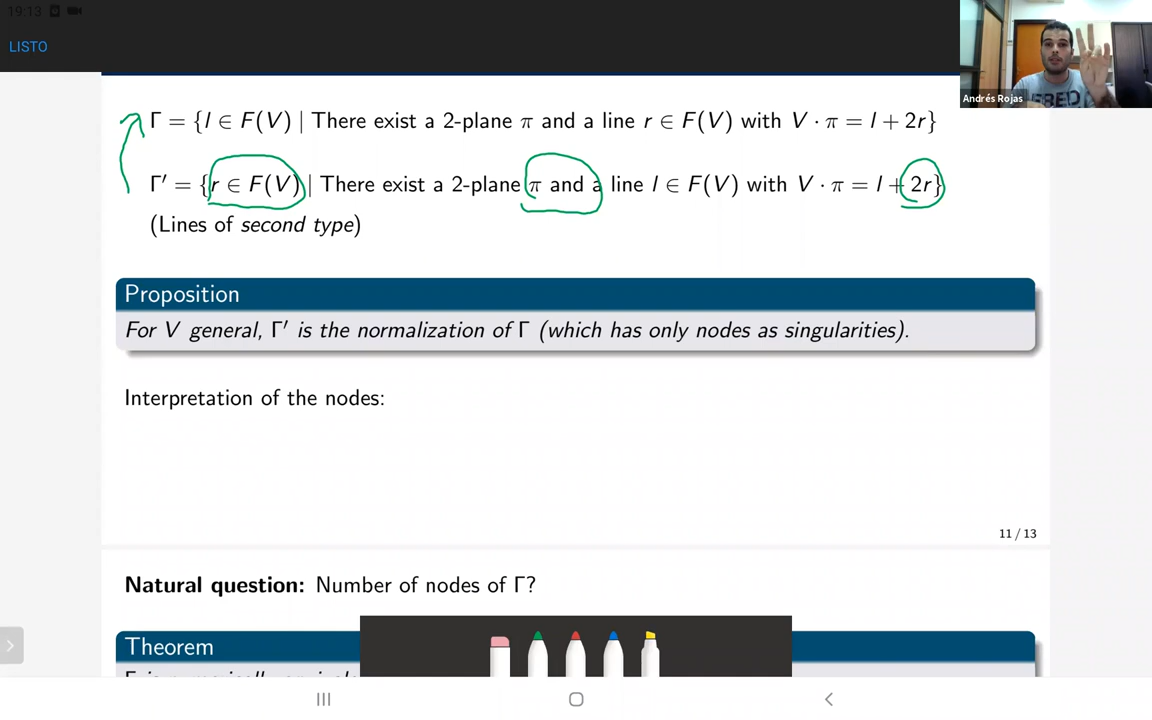 19:13
LISTO
Andrés Rojas
Γ = {l ∈ F(V) | There exist a 2-plane π and a line r ∈ F(V) with V · π = l + 2r}
Γ′ = {r ∈ F(V) | There exist a 2-plane π and a line l ∈ F(V) with V · π = l + 2r}
(Lines of second type)
Proposition
For V general, Γ′ is the normalization of Γ (which has only nodes as singularities).
Interpretation of the nodes:
11 / 13
Natural question: Number of nodes of Γ?
Theorem